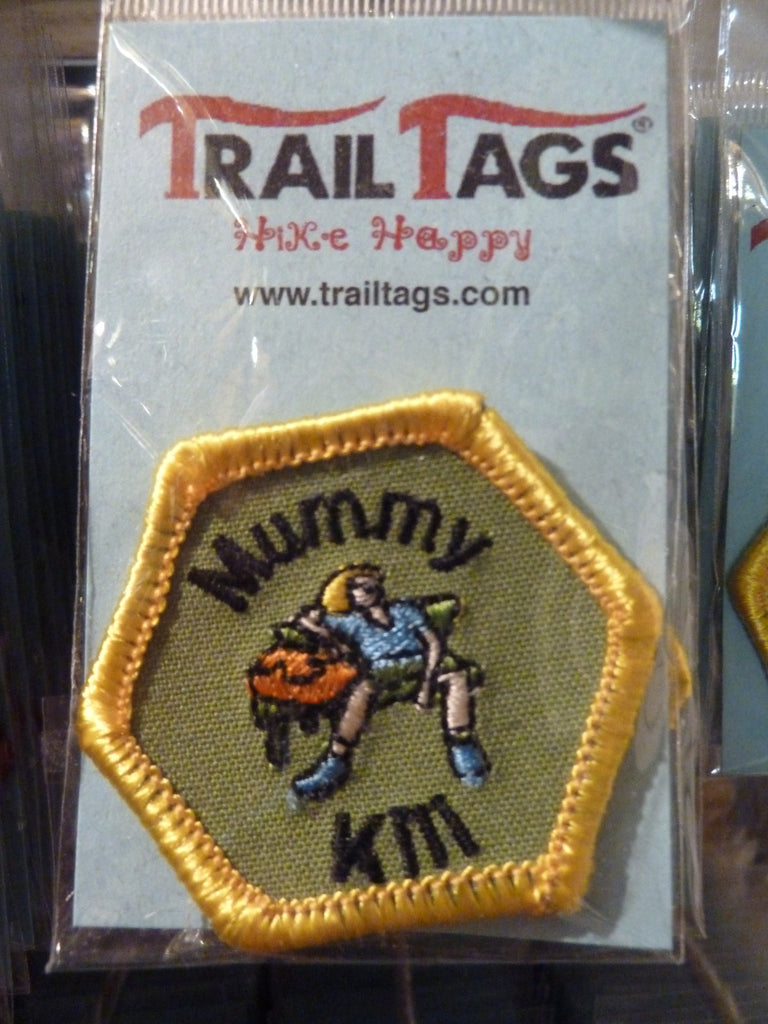 TRAIL TAGS®
Hike Happy
www.trailtags.com
Mummy
km